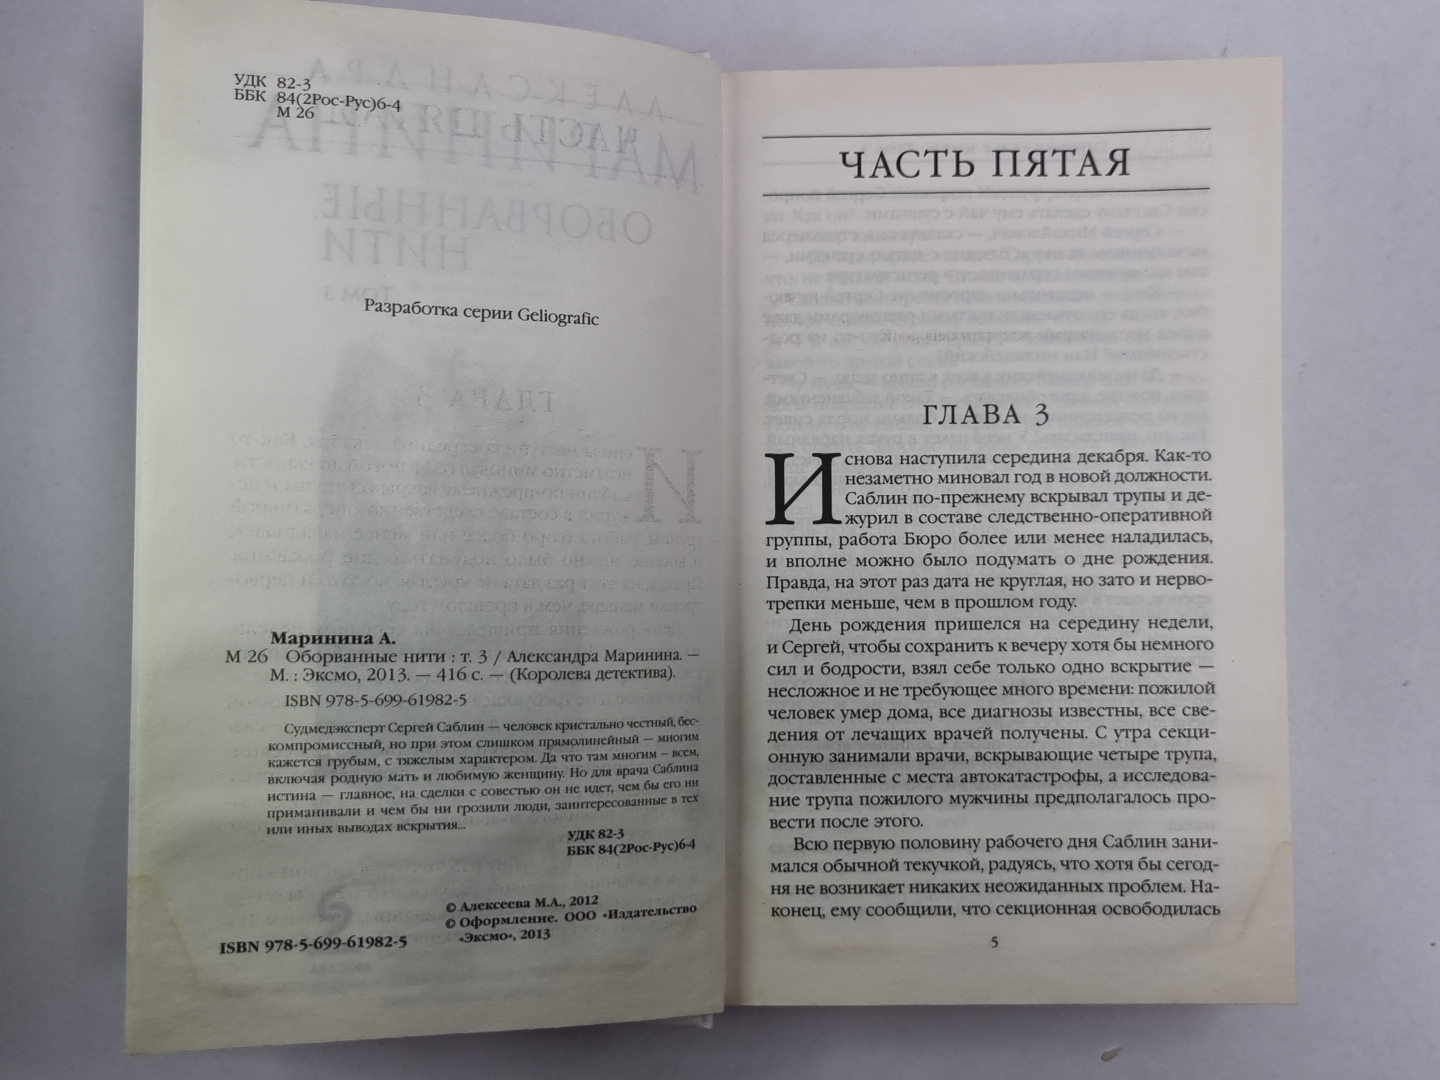 УДК 82-3
ББК 84(2Рос-Рус)6-4
М 26
Разработка серии Geliografic
Маринина А.
М 26 Оборванные нити : т. 3 / Александра Маринина. —
М. : Эксмо, 2013. — 416 с. — (Королева детектива).
ISBN 978-5-699-61982-5
Судмедэксперт Сергей Саблин — человек кристально честный, бес-
компромиссный, но при этом слишком прямолинейный — многим
кажется грубым, с тяжелым характером. Да что там многим – всем,
включая родную мать и любимую женщину. Но для врача Саблина
истина — главное, на сделки с совестью он не идет, чем бы его ни
приманивали и чем бы ни грозили люди, заинтересованные в тех
или иных выводах вскрытия...
УДК 82-3
ББК 84(2Рос-Рус)6-4
© Алексеева М.А., 2012
© Оформление. ООО «Издательство
«Эксмо», 2013
ISBN 978-5-699-61982-5
ЧАСТЬ ПЯТАЯ
ГЛАВА 3
И снова наступила середина декабря. Как-то
незаметно миновал год в новой должности.
Саблин по-прежнему вскрывал трупы и де-
журил в составе следственно-оперативной
группы, работа Бюро более или менее наладилась,
и вполне можно было подумать о дне рождения.
Правда, на этот раз дата не круглая, но зато и нерво-
трепки меньше, чем в прошлом году.
День рождения пришелся на середину недели,
и Сергей, чтобы сохранить к вечеру хотя бы немного
сил и бодрости, взял себе только одно вскрытие —
несложное и не требующее много времени: пожилой
человек умер дома, все диагнозы известны, все све-
дения от лечащих врачей получены. С утра секци-
онную занимали врачи, вскрывающие четыре трупа,
доставленные с места автокатастрофы, а исследова-
ние трупа пожилого мужчины предполагалось про-
вести после этого.
Всю первую половину рабочего дня Саблин зани-
мался обычной текучкой, радуясь, что хотя бы сегод-
ня не возникает никаких неожиданных проблем. На-
конец, ему сообщили, что секционная освободилась
5